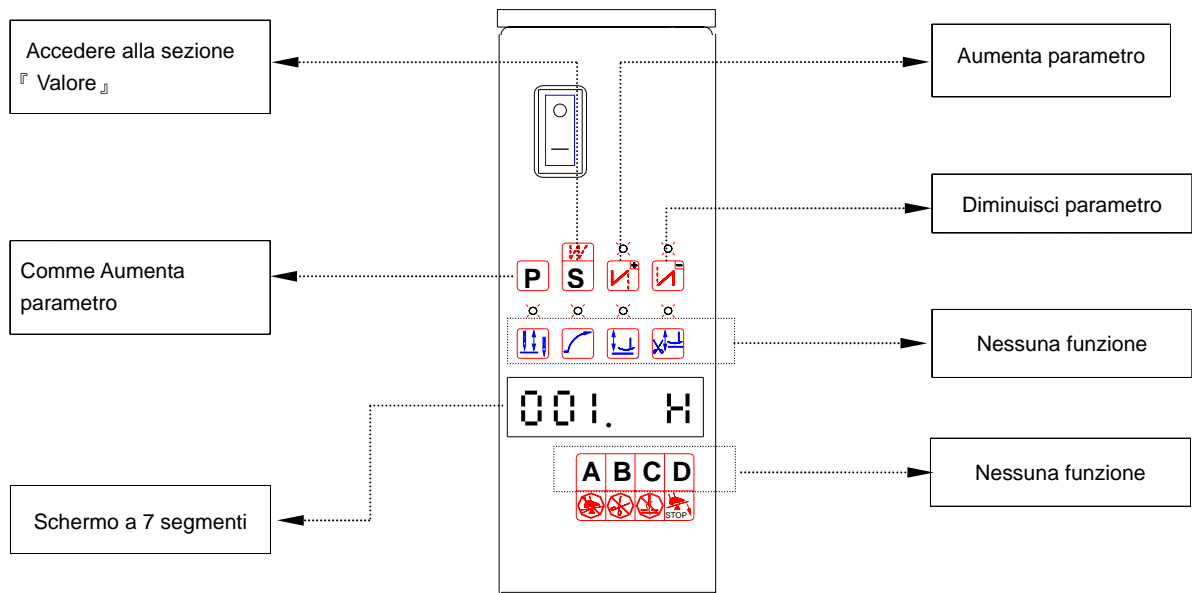 Accedere alla sezione
『 Valore』
Aumenta parametro
Diminuisci parametro
Comme Aumenta
parametro
W
P S
Nessuna funzione
001. H
A B C D
STOP
Nessuna funzione
Schermo a 7 segmenti